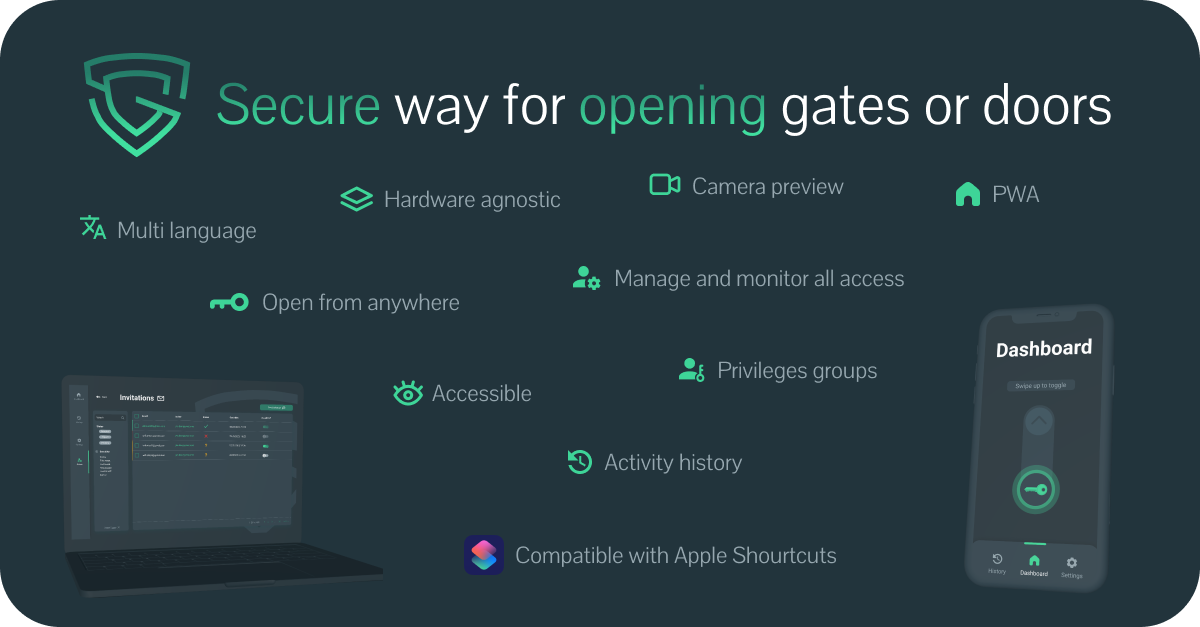 Secure way for opening gates or doors
Hardware agnostic
Camera preview
PWA
Multi language
Manage and monitor all access
Open from anywhere
Privileges groups
Accessible
Activity history
Compatible with Apple Shourtcuts
Invitations
Dashboard
Swipe up to toggle
History
Dashboard
Settings